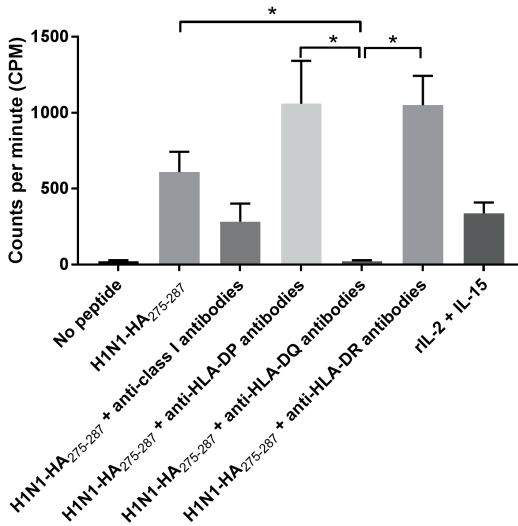 *
* *
1500
1000
500
0
Counts per minute (CPM)
No peptide
H1N1-HA275-287
H1N1-HA275-287 + anti-class I antibodies
H1N1-HA275-287 + anti-HLA-DP antibodies
H1N1-HA275-287 + anti-HLA-DQ antibodies
H1N1-HA275-287 + anti-HLA-DR antibodies
rIL-2 + IL-15